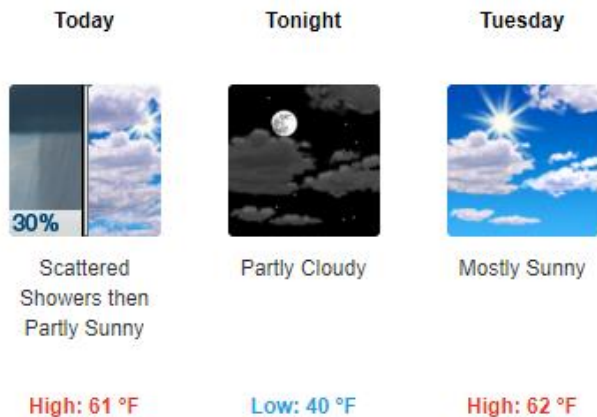 Today
Tonight
Tuesday
30%
Scattered
Showers then
Partly Sunny
Partly Cloudy
Mostly Sunny
High: 61 °F
Low: 40 °F
High: 62 °F